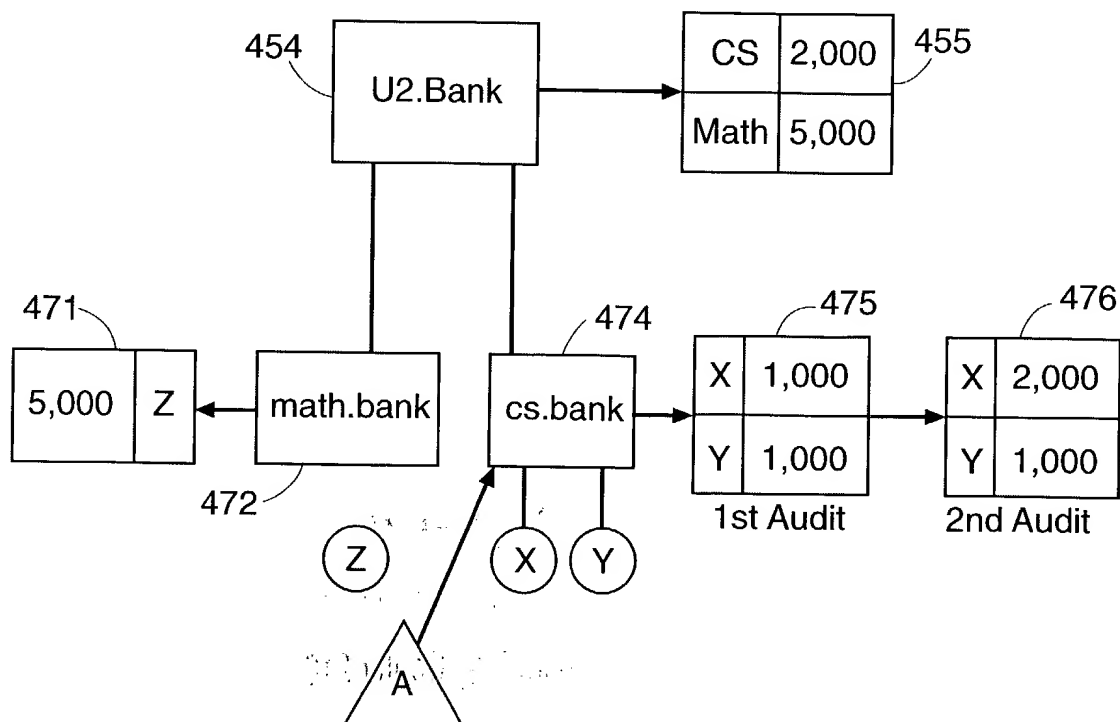 454
U2.Bank
CS 2,000
Math 5,000
455
471
5,000 Z
math.bank
472
474
cs.bank
475
X 1,000
Y 1,000
1st Audit
476
X 2,000
Y 1,000
2nd Audit
Z
X
Y
A